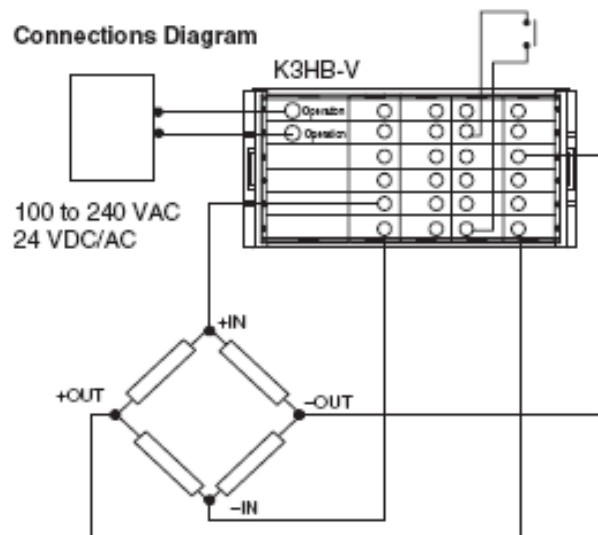 Connections Diagram
K3HB-V
Operation
Operation
100 to 240 VAC
24 VDC/AC
+IN
+OUT
–OUT
–IN